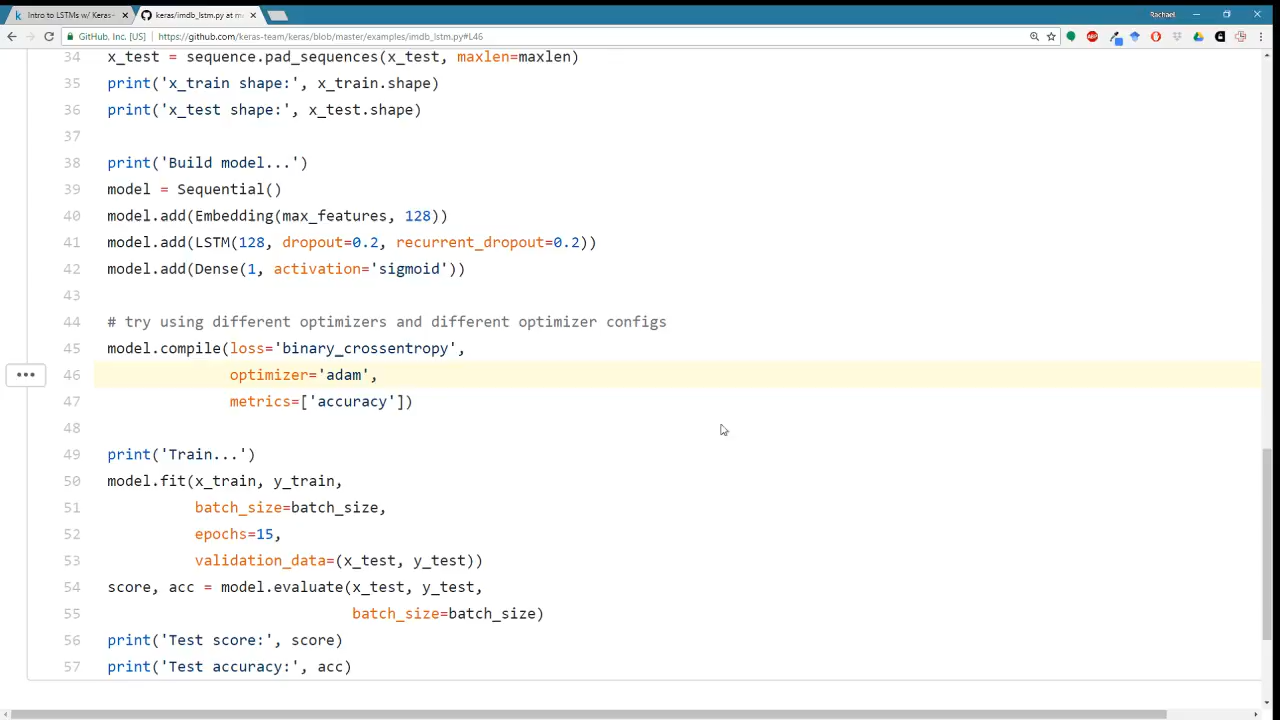 Intro to LSTMs w/ Keras-
keras/imdb_lstm.py at m
Rachael
GitHub, Inc. [US]
https://github.com/keras-team/keras/blob/master/examples/imdb_lstm.py#L46
34 x_test = sequence.pad_sequences(x_test, maxlen=maxlen)
35 print('x_train shape:', x_train.shape)
36 print('x_test shape:', x_test.shape)
37
38 print('Build model...')
39 model = Sequential()
40 model.add(Embedding(max_features, 128))
41 model.add(LSTM(128, dropout=0.2, recurrent_dropout=0.2))
42 model.add(Dense(1, activation='sigmoid'))
43
44 # try using different optimizers and different optimizer configs
45 model.compile(loss='binary_crossentropy',
46 optimizer='adam',
47 metrics=['accuracy'])
48
49 print('Train...')
50 model.fit(x_train, y_train,
51 batch_size=batch_size,
52 epochs=15,
53 validation_data=(x_test, y_test))
54 score, acc = model.evaluate(x_test, y_test,
55 batch_size=batch_size)
56 print('Test score:', score)
57 print('Test accuracy:', acc)